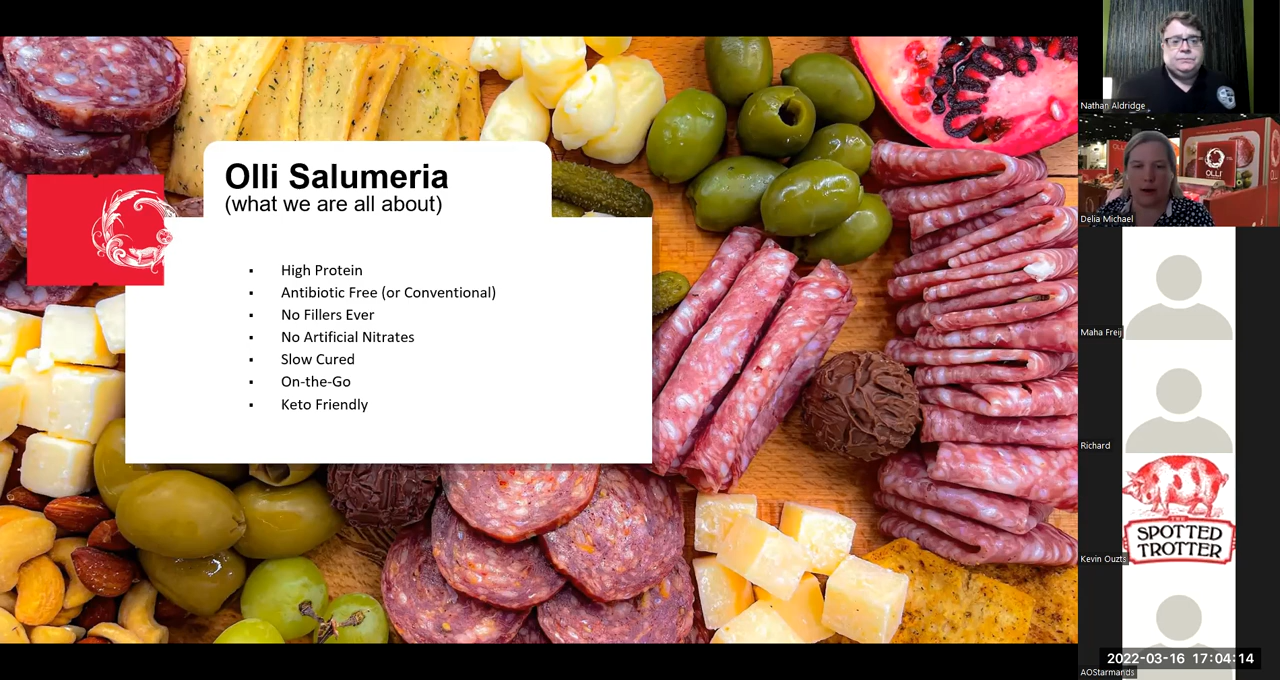 Olli Salumeria
(what we are all about)
▪ High Protein
▪ Antibiotic Free (or Conventional)
▪ No Fillers Ever
▪ No Artificial Nitrates
▪ Slow Cured
▪ On-the-Go
▪ Keto Friendly
Nathan Aldridge
OLLI
Delia Michael
Maha Freij
Richard
THE
SPOTTED
TROTTER
Kevin Ouzts
2022-03-16 17:04:14
AOStarmands